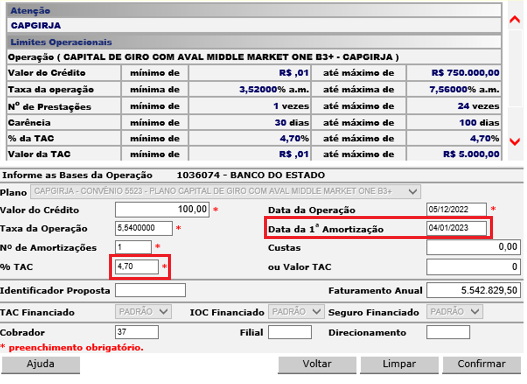 Atenção
CAPGIRJA
Limites Operacionais
Operação ( CAPITAL DE GIRO COM AVAL MIDDLE MARKET ONE B3+ - CAPGIRJA )
Valor do Crédito mínimo de R$ ,01 até máximo de R$ 750.000,00
Taxa da operação mínima de 3,52000% a.m. até máximo de 7,56000% a.m.
Nº de Prestações mínimo de 1 vezes até máximo de 24 vezes
Carência mínimo de 30 dias até máximo de 100 dias
% da TAC mínimo de 4,70% até máximo de 4,70%
Valor da TAC mínimo de R$ ,01 até máximo de R$ 5.000,00
Informe as Bases da Operação 1036074 - BANCO DO ESTADO
Plano CAPGIRJA - CONVÊNIO 5523 - PLANO CAPITAL DE GIRO COM AVAL MIDDLE MARKET ONE B3+
Valor do Crédito 100,00 * Data da Operação 05/12/2022 *
Taxa da Operação 5,5400000 * Data da 1ª Amortização 04/01/2023
Nº de Amortizações 1 * Custas 0,00
% TAC 4,70 * ou Valor TAC 0
Identificador Proposta Faturamento Anual 5.542.829,50
TAC Financiado PADRÃO IOC Financiado PADRÃO Seguro Financiado PADRÃO
Cobrador 37 Filial Direcionamento
* preenchimento obrigatório.
Ajuda Voltar Limpar Confirmar